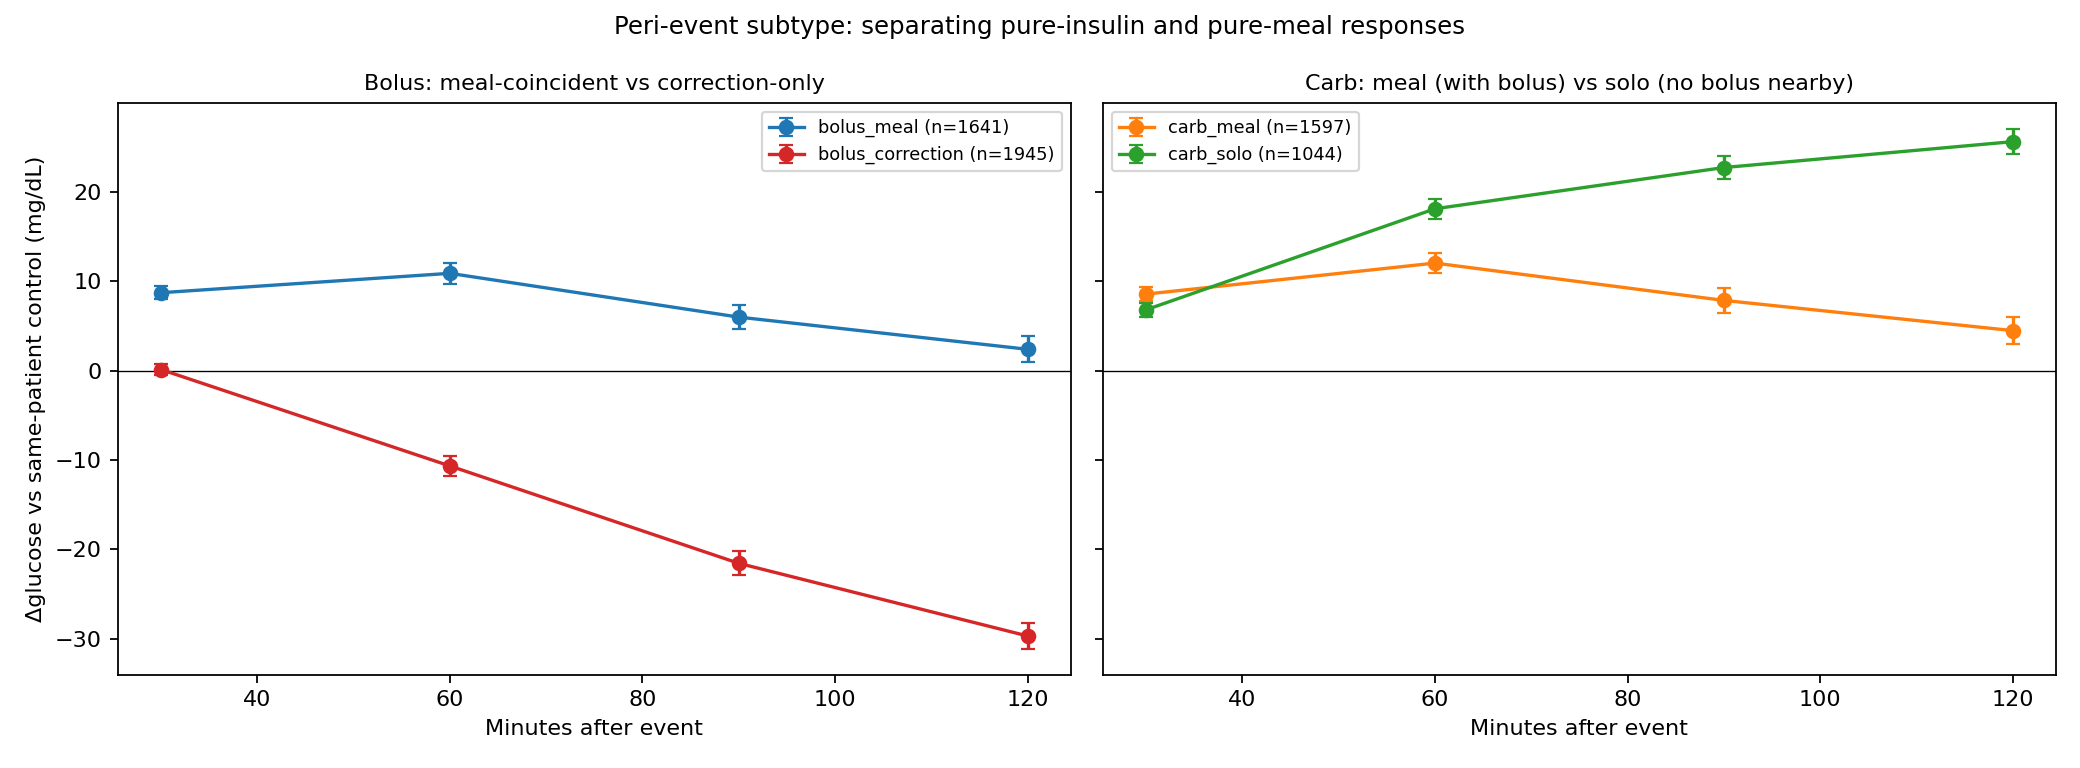 Peri-event subtype: separating pure-insulin and pure-meal responses
Bolus: meal-coincident vs correction-only
bolus_meal (n=1641)
bolus_correction (n=1945)
Δglucose vs same-patient control (mg/dL)
20
10
0
−10
−20
−30
40
60
80
100
120
Minutes after event
Carb: meal (with bolus) vs solo (no bolus nearby)
carb_meal (n=1597)
carb_solo (n=1044)
40
60
80
100
120
Minutes after event